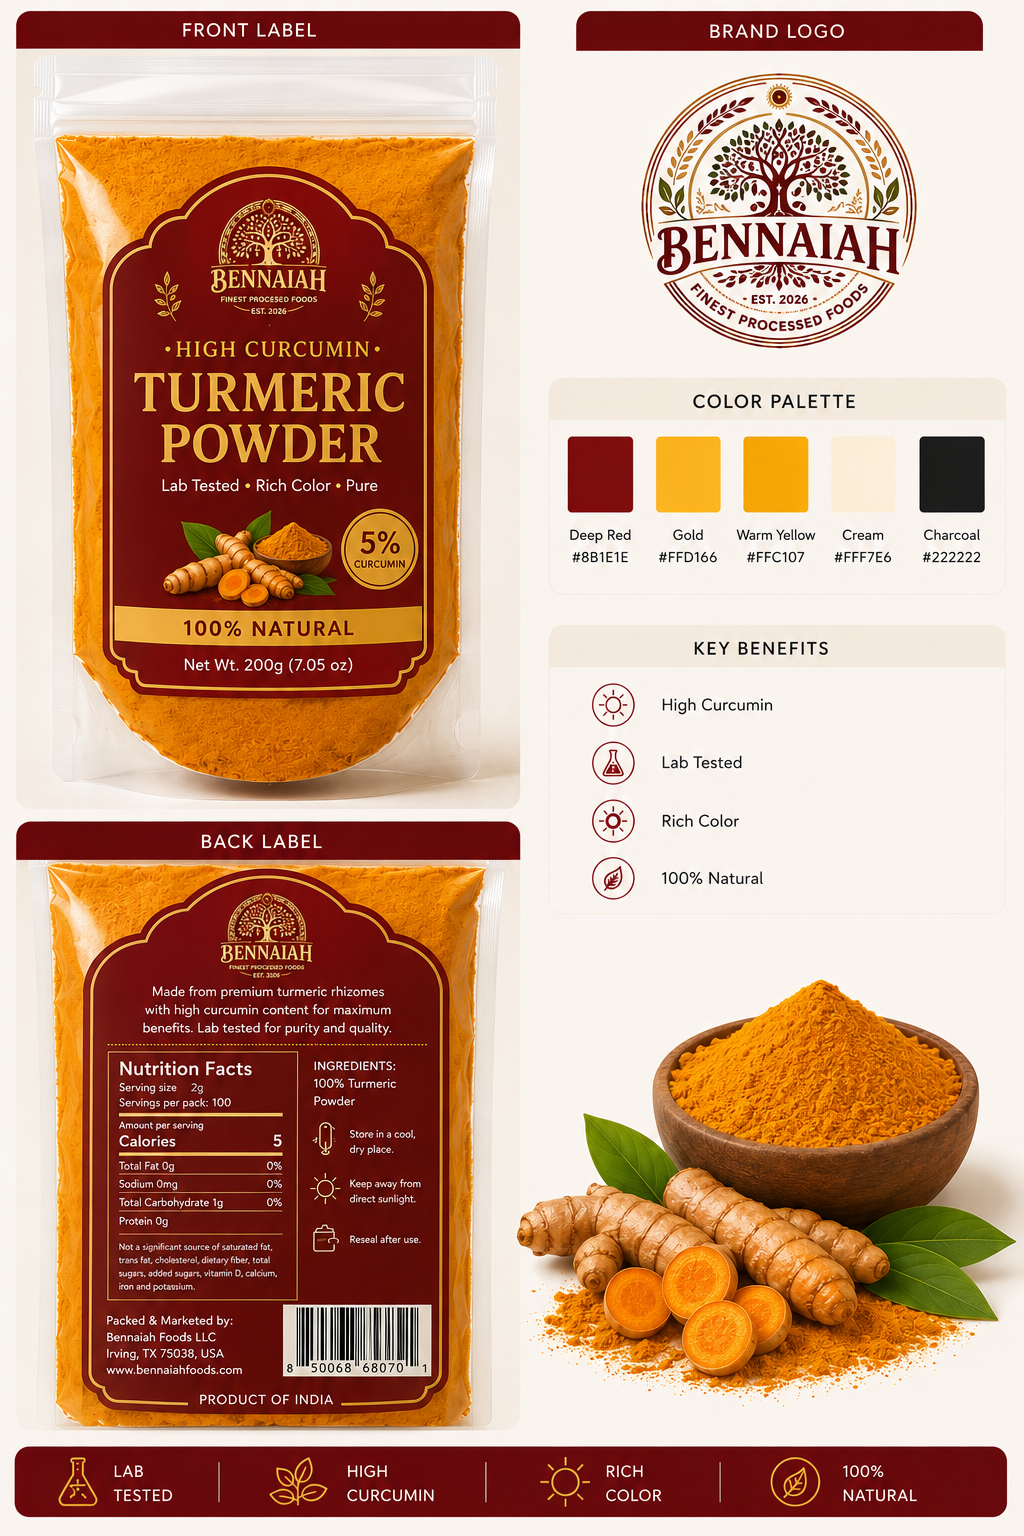 FRONT LABEL
BENNAIAH
FINEST PROCESED FOODS
EST. 2026
•HIGH CURCUMIN•
TURMERIC
POWDER
Lab Tested • Rich Color • Pure
5%
CURCUMIN
100% NATURAL
Net Wt. 200g (7.05 oz)
BRAND LOGO
BENNAIAH
• EST. 2026 •
FINEST PROCESSED FOODS
COLOR PALETTE
Deep Red
#8B1E1E
Gold
#FFD166
Warm Yellow
#FFC107
Cream
#FFF7E6
Charcoal
#222222
KEY BENEFITS
High Curcumin
Lab Tested
Rich Color
100% Natural
BACK LABEL
BENNAIAH
FINEST FOODS
EST.
Made from premium turmeric rhizomes
with high curcumin content for maximum
benefits. Lab tested for purity and quality.
Nutrition Facts
Serving size 2g
Servings per pack: 100
Amount per serving
Calories 5
Total Fat 0g 0%
Sodium 0mg 0%
Total Carbohydrate 1g 0%
Protein 0g
Not a significant source of saturated fat,
trans fat, cholesterol, dietary fiber, total
sugars, added sugars, vitamin D, calcium,
iron and potassium.
INGREDIENTS:
100% Turmeric
Powder
Store in a cool,
dry place.
Keep away from
direct sunlight.
Reseal after use.
Packed & Marketed by:
Bennaiah Foods LLC
Irving, TX 75038, USA
www.bennaiahfoods.com
8 50068 68070 1
PRODUCT OF INDIA
LAB
TESTED
HIGH
CURCUMIN
RICH
COLOR
100%
NATURAL